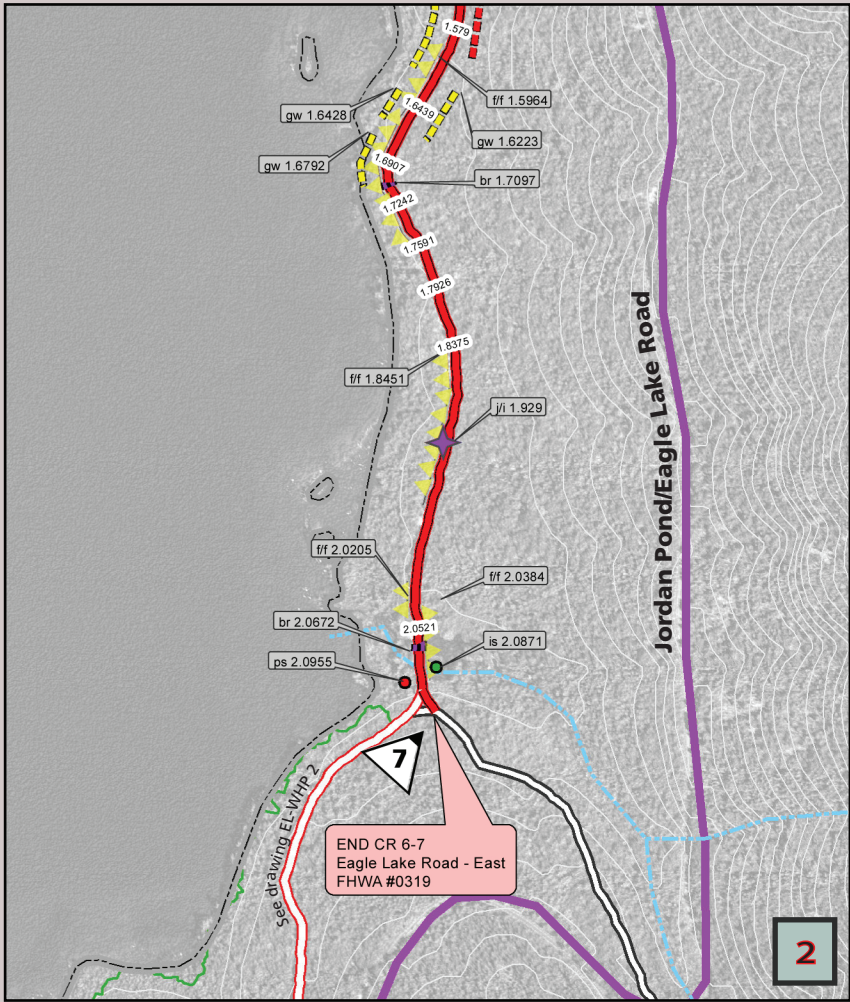 1.579
f/f 1.5964
gw 1.6428
1.6439
gw 1.6223
gw 1.6792
1.6907
br 1.7097
1.7242
1.7591
1.7926
1.8375
f/f 1.8451
j/i 1.929
Jordan Pond/Eagle Lake Road
f/f 2.0205
f/f 2.0384
br 2.0672
2.0521
is 2.0871
ps 2.0955
7
See drawing EL-WHP 2
END CR 6-7
Eagle Lake Road - East
FHWA #0319
2